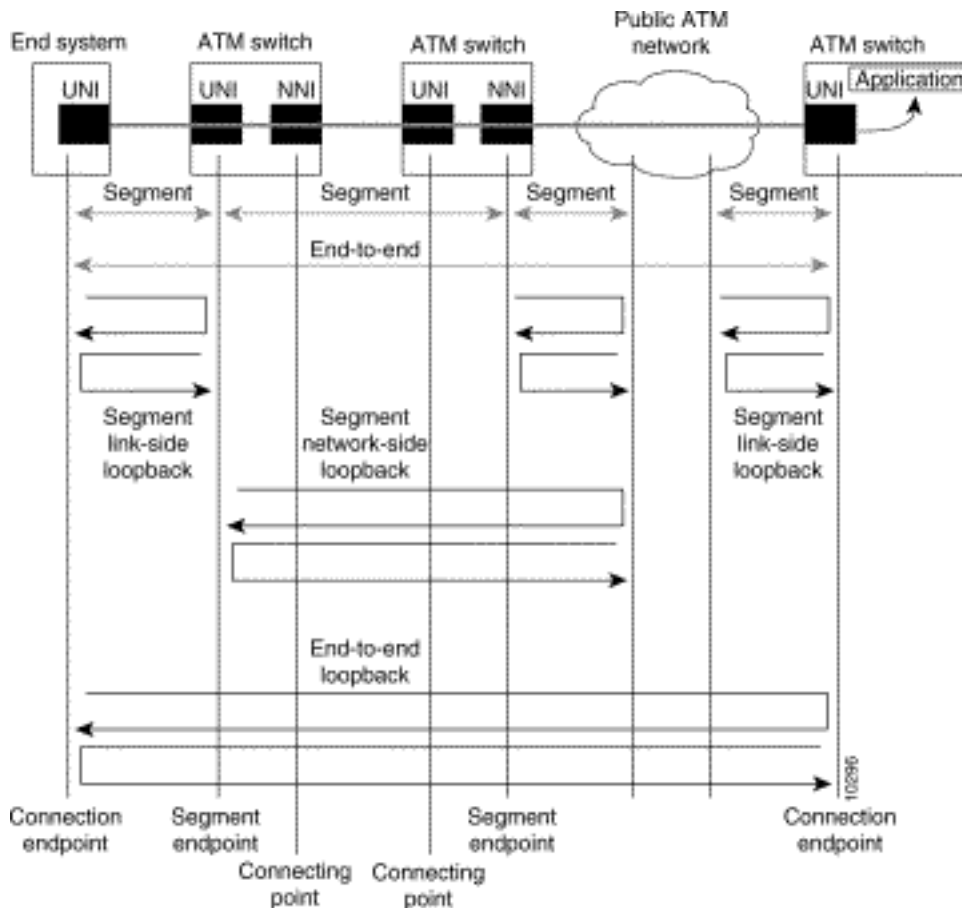 Public ATM
network
End system
ATM switch
ATM switch
ATM switch
UNI
UNI
NNI
UNI
NNI
UNI
Application
Segment
Segment
Segment
Segment
End-to-end
Segment
link-side
loopback
Segment
network-side
loopback
Segment
link-side
loopback
End-to-end
loopback
10296
Connection
endpoint
Segment
endpoint
Segment
endpoint
Connection
endpoint
Connecting
point
Connecting
point